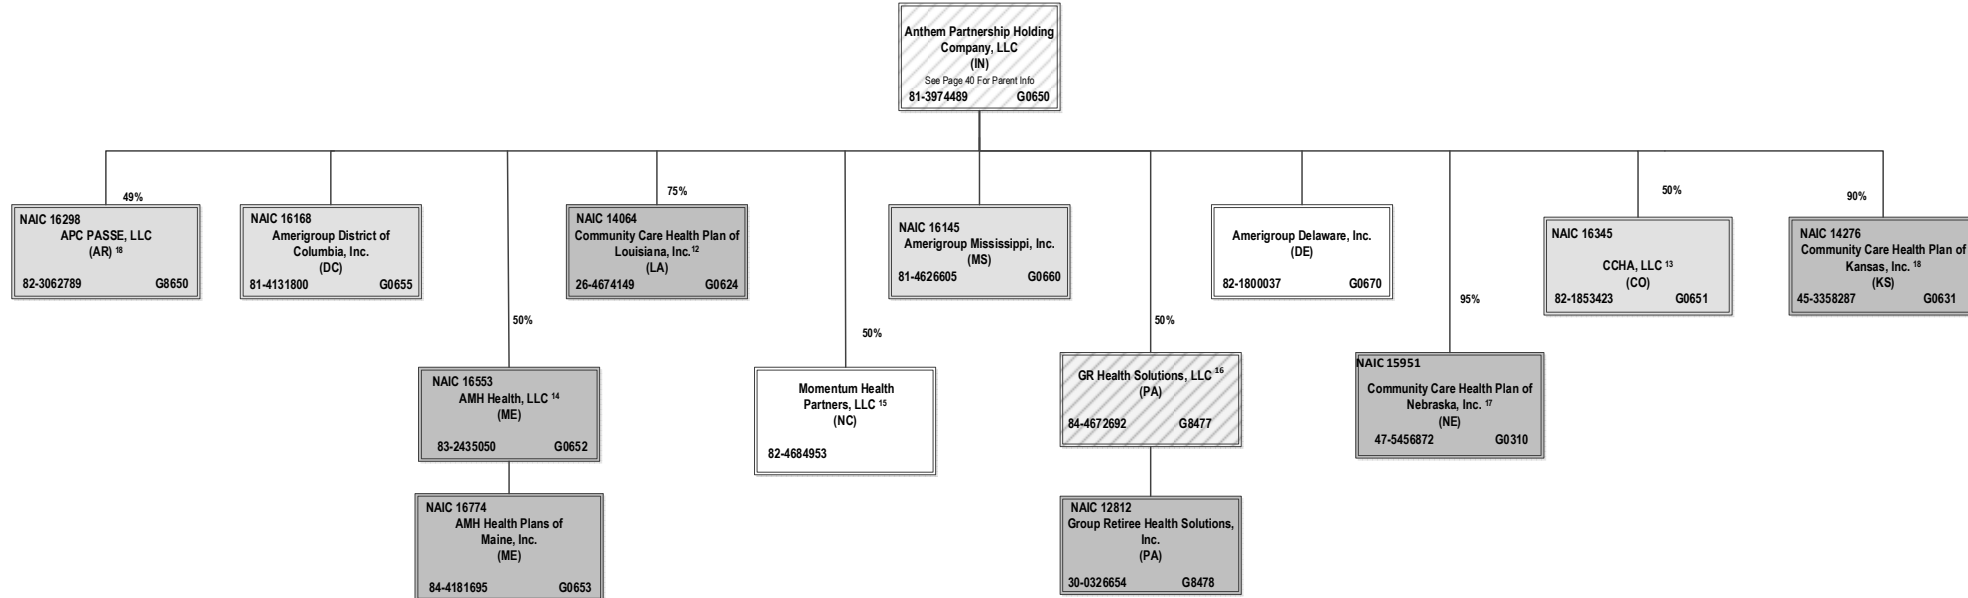 Anthem Partnership Holding
Company, LLC
(IN)
See Page 40 For Parent Info
81-3974489 G0650
49%
NAIC 16298
APC PASSE, LLC
(AR) 18
82-3062789 G8650
NAIC 16168
Amerigroup District of
Columbia, Inc.
(DC)
81-4131800 G0655
75%
NAIC 14064
Community Care Health Plan of
Louisiana, Inc. 12
(LA)
26-4674149 G0624
NAIC 16145
Amerigroup Mississippi, Inc.
(MS)
81-4626605 G0660
Amerigroup Delaware, Inc.
(DE)
82-1800037 G0670
50%
NAIC 16345
CCHA, LLC 13
(CO)
82-1853423 G0651
90%
NAIC 14276
Community Care Health Plan of
Kansas, Inc. 18
(KS)
45-3358287 G0631
50%
NAIC 16553
AMH Health, LLC 14
(ME)
83-2435050 G0652
50%
Momentum Health
Partners, LLC 15
(NC)
82-4684953
50%
GR Health Solutions, LLC 16
(PA)
84-4672692 G8477
95%
NAIC 15951
Community Care Health Plan of
Nebraska, Inc. 17
(NE)
47-5456872 G0310
NAIC 16774
AMH Health Plans of
Maine, Inc.
(ME)
84-4181695 G0653
NAIC 12812
Group Retiree Health Solutions,
Inc.
(PA)
30-0326654 G8478